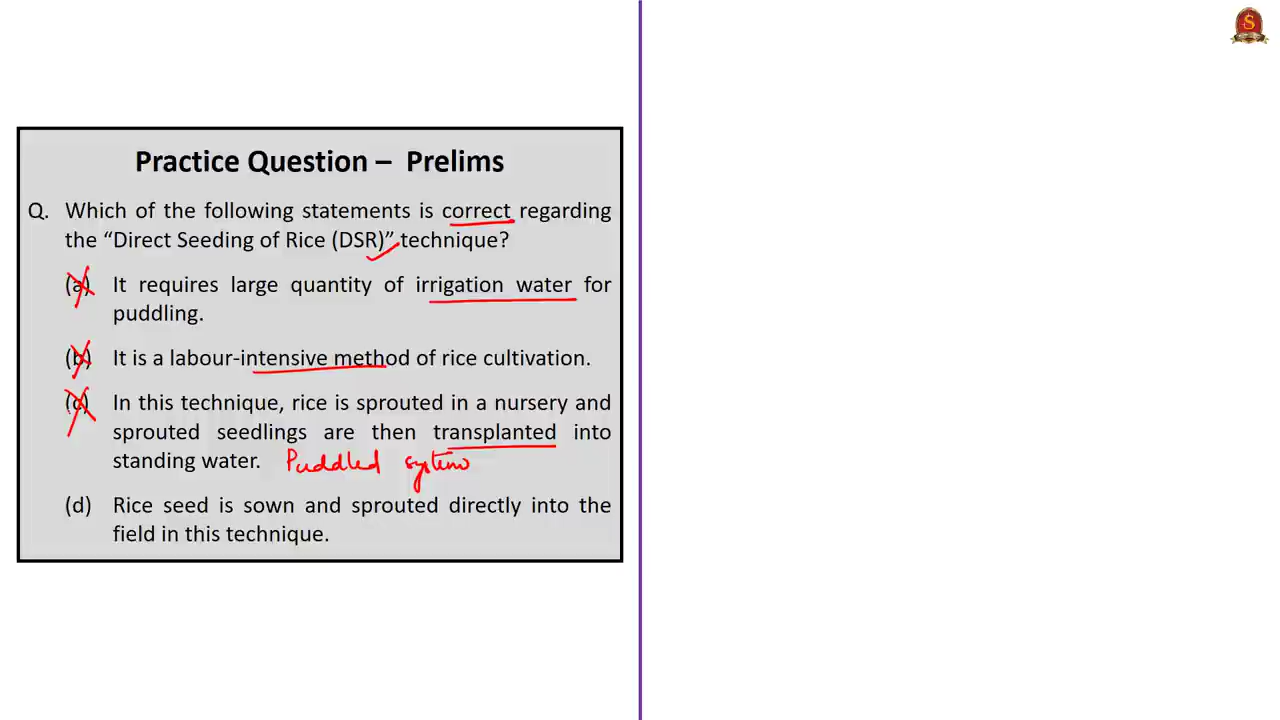 Practice Question – Prelims
Q. Which of the following statements is correct regarding
the “Direct Seeding of Rice (DSR)” technique?
(a) It requires large quantity of irrigation water for
puddling.
(b) It is a labour-intensive method of rice cultivation.
(c) In this technique, rice is sprouted in a nursery and
sprouted seedlings are then transplanted into
standing water. Puddled system
(d) Rice seed is sown and sprouted directly into the
field in this technique.
S